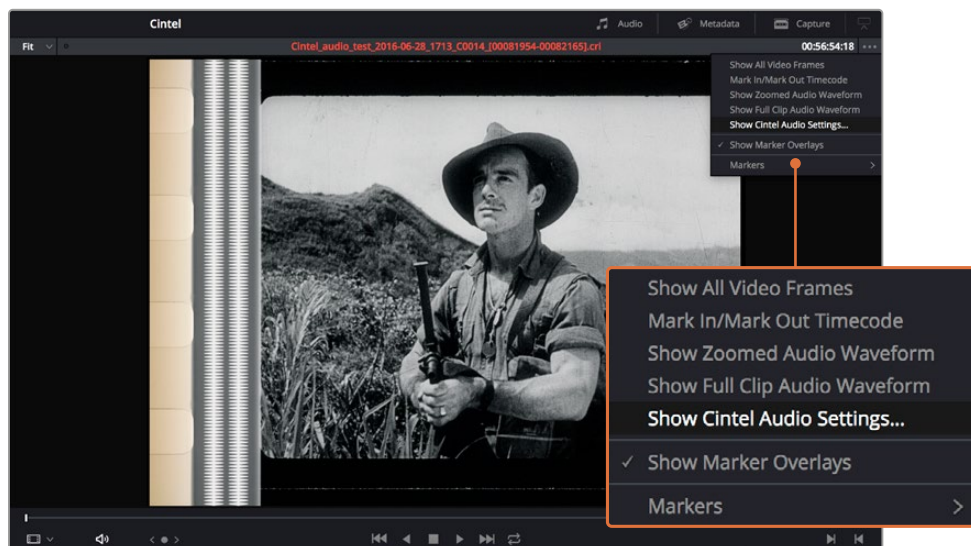 Cintel
Audio
Metadata
Capture
Fit
Cintel_audio_test_2016-06-28_1713_C0014_[00081954-00082165].crl
00:56:54:18
Show All Video Frames
Mark In/Mark Out Timecode
Show Zoomed Audio Waveform
Show Full Clip Audio Waveform
Show Cintel Audio Settings...
Show Marker Overlays
Markers
Show All Video Frames
Mark In/Mark Out Timecode
Show Zoomed Audio Waveform
Show Full Clip Audio Waveform
Show Cintel Audio Settings...
Show Marker Overlays
Markers